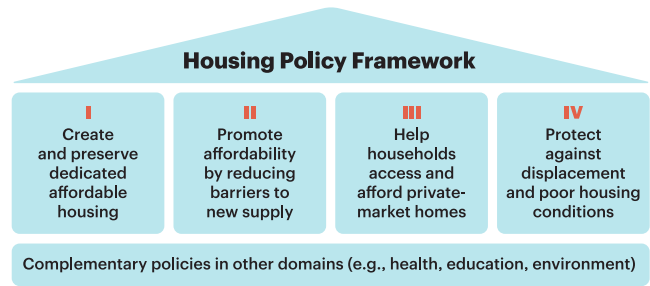 Housing Policy Framework
I
Create
and preserve
dedicated
affordable
housing
II
Promote
affordability
by reducing
barriers to
new supply
III
Help
households
access and
afford private-
market homes
IV
Protect
against
displacement
and poor housing
conditions
Complementary policies in other domains (e.g., health, education, environment)